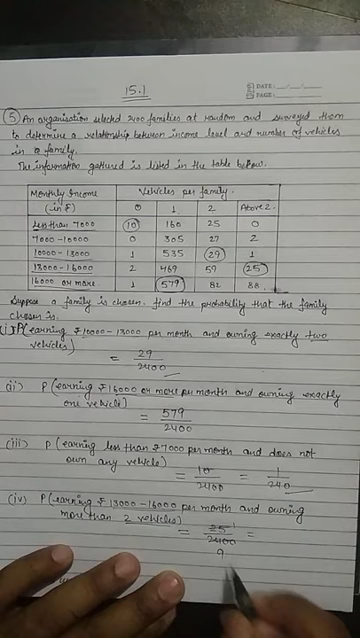 15.1
DATE: __/__/__
PAGE:
⑤ An organisation selected 2400 families at random and surveyed them
to determine a relationship between income level and number of vehicles
in a family.
The information gathered is listed in the table below.
Monthly Income Vehicles per family.
(in ₹) 0 1 2 Above 2.
Less than 7000 10 160 25 0
7000-10000 0 305 27 2
10000-13000 1 535 29 1
13000-16000 2 469 59 25
16000 or more 1 579 82 88
Suppose a family is chosen. find the probability that the family
chosen is.
(i) P(earning ₹ 10000-13000 per month and owning exactly two
vehicles)
= 29/2400
(ii) P (earning ₹ 16000 or more per month and owning exactly
one vehicle)
= 579/2400
(iii) P (earning less than ₹ 7000 per month and does not
own any vehicle) = 10/2400 = 1/240
(iv) P(earning ₹ 13000-16000 per month and owning
more than 2 vehicles) = 25 1/2400 =
9